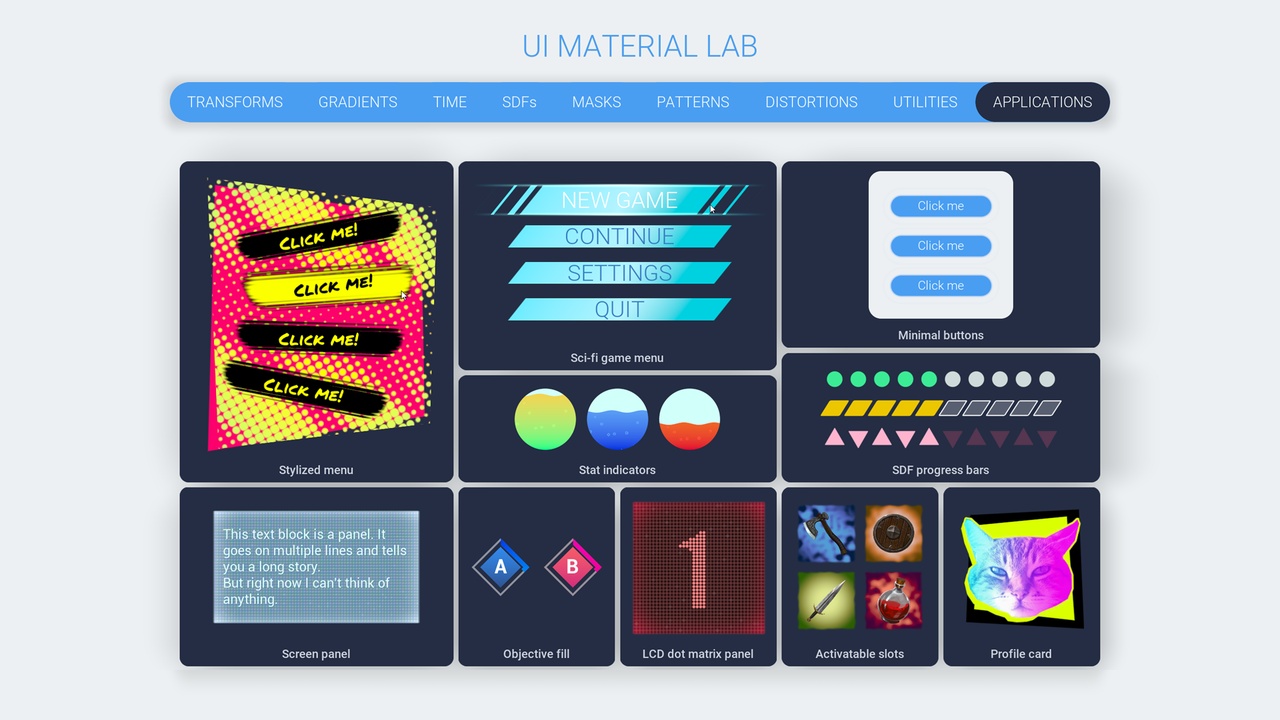 UI MATERIAL LAB
TRANSFORMS GRADIENTS TIME SDFs MASKS PATTERNS DISTORTIONS UTILITIES APPLICATIONS
CLICK ME!
CLICK ME!
CLICK ME!
CLICK ME!
Stylized menu
NEW GAME
CONTINUE
SETTINGS
QUIT
Sci-fi game menu
Click me
Click me
Click me
Minimal buttons
Stat indicators
SDF progress bars
This text block is a panel. It
goes on multiple lines and tells
you a long story.
But right now I can't think of
anything.
Screen panel
A B
Objective fill
1
LCD dot matrix panel
Activatable slots
Profile card